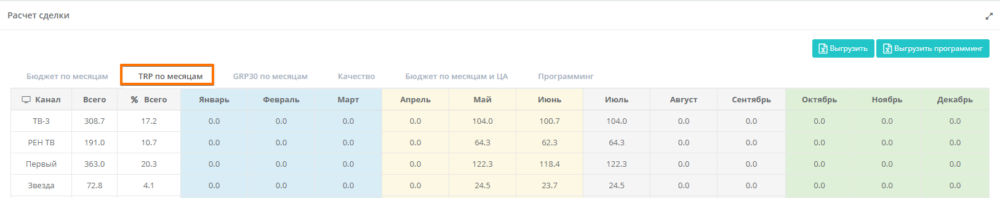 Расчет сделки
Выгрузить Выгрузить программинг
Бюджет по месяцам TRP по месяцам GRP30 по месяцам Качество Бюджет по месяцам и ЦА Программинг
Канал Всего % Всего Январь Февраль Март Апрель Май Июнь Июль Август Сентябрь Октябрь Ноябрь Декабрь
ТВ-3 308.7 17.2 0.0 0.0 0.0 0.0 104.0 100.7 104.0 0.0 0.0 0.0 0.0 0.0
РЕН ТВ 191.0 10.7 0.0 0.0 0.0 0.0 64.3 62.3 64.3 0.0 0.0 0.0 0.0 0.0
Первый 363.0 20.3 0.0 0.0 0.0 0.0 122.3 118.4 122.3 0.0 0.0 0.0 0.0 0.0
Звезда 72.8 4.1 0.0 0.0 0.0 0.0 24.5 23.7 24.5 0.0 0.0 0.0 0.0 0.0